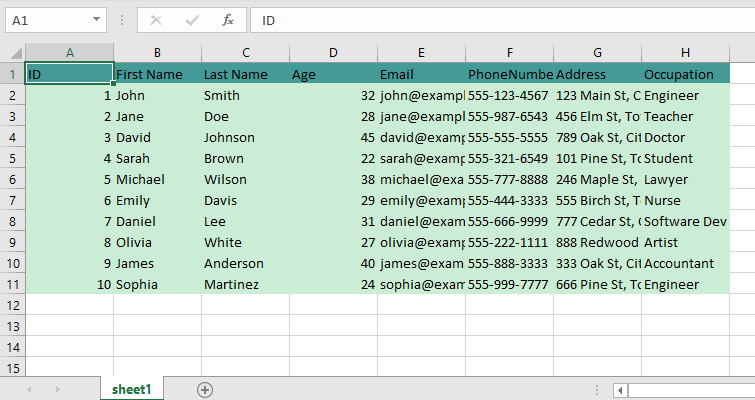 A1 fx ID
A B C D E F G H
1 ID First Name Last Name Age Email PhoneNumbe Address Occupation
2 1 John Smith 32 john@exampl 555-123-4567 123 Main St, C Engineer
3 2 Jane Doe 28 jane@exampl 555-987-6543 456 Elm St, To Teacher
4 3 David Johnson 45 david@examp 555-555-5555 789 Oak St, Cit Doctor
5 4 Sarah Brown 22 sarah@examp 555-321-6549 101 Pine St, To Student
6 5 Michael Wilson 38 michael@exa 555-777-8888 246 Maple St, Lawyer
7 6 Emily Davis 29 emily@examp 555-444-3333 555 Birch St, T Nurse
8 7 Daniel Lee 31 daniel@exam 555-666-9999 777 Cedar St, Software Dev
9 8 Olivia White 27 olivia@examp 555-222-1111 888 Redwood Artist
10 9 James Anderson 40 james@exam 555-888-3333 333 Oak St, Cit Accountant
11 10 Sophia Martinez 24 sophia@exam 555-999-7777 666 Pine St, To Engineer
12
13
14
15
sheet1